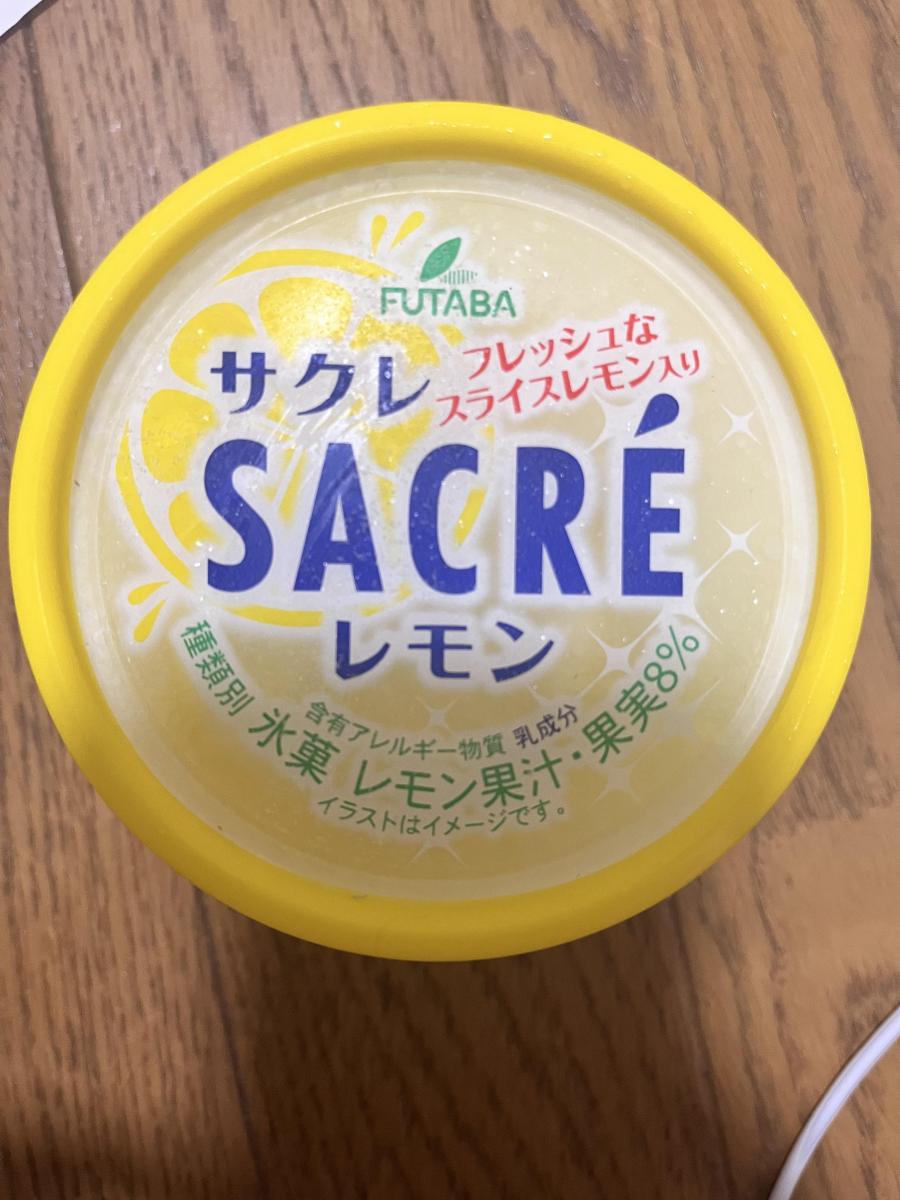 FUTABA
サクレ
フレッシュな
スライスレモン入り
SACRÉ
レモン
種類別 氷菓 レモン果汁・果実8%
含有アレルギー物質 乳成分
イラストはイメージです。